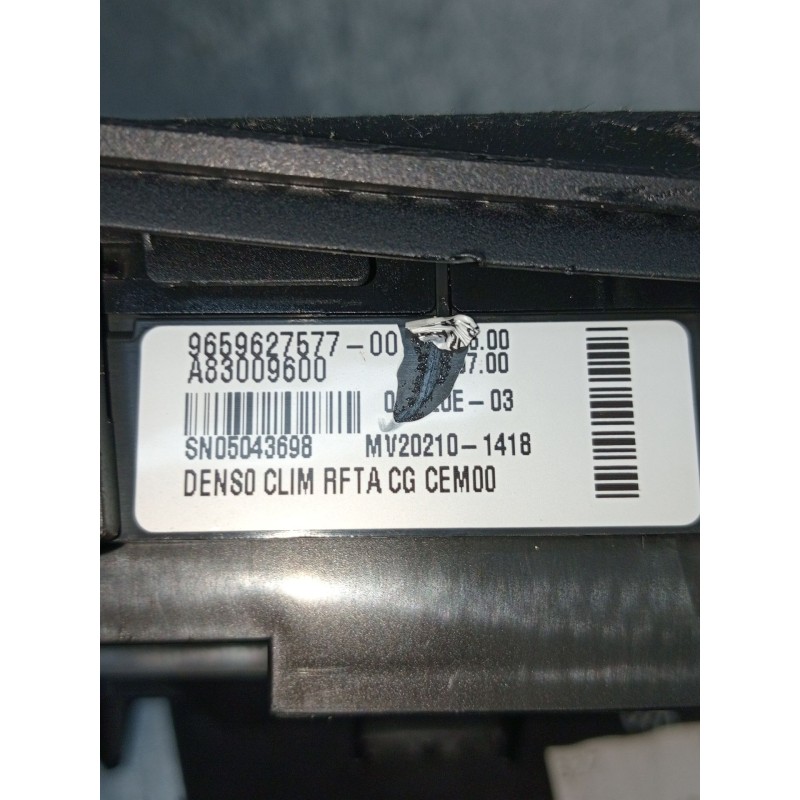 9659627577-00
A83009600
SN05043698 MV20210-1418
DENSO CLIM RFTA CG CEM00